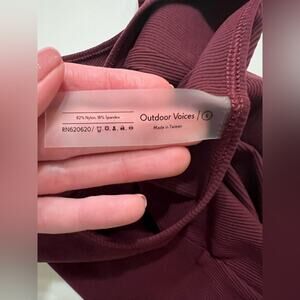 82% Nylon, 18% Spandex
RN620620 /
Outdoor Voices /
Made in Taiwan